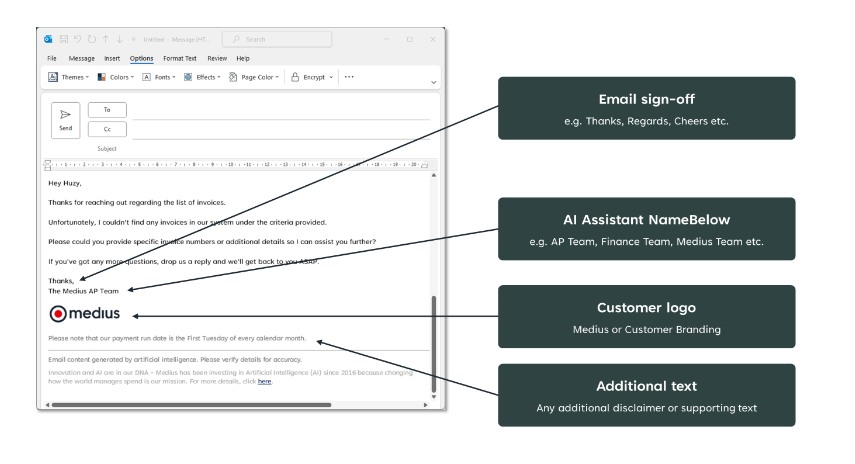 Untitled - Message (HT...
Search
File Message Insert Options Format Text Review Help
Themes Colors Fonts Effects Page Color Encrypt
Send
To
Cc
Subject
Hey Huzy,
Thanks for reaching out regarding the list of invoices.
Unfortunately, I couldn't find any invoices in our system under the criteria provided.
Please could you provide specific invoice numbers or additional details so I can assist you further?
If you've got any more questions, drop us a reply and we'll get back to you ASAP.
Thanks,
The Medius AP Team
medius
Please note that our payment run date is the First Tuesday of every calendar month.
Email content generated by artificial intelligence. Please verify details for accuracy.
Innovation and AI are in our DNA - Medius has been investing in Artificial Intelligence (AI) since 2016 because changing
how the world manages spend is our mission. For more details, click here.
Email sign-off
e.g. Thanks, Regards, Cheers etc.
AI Assistant NameBelow
e.g. AP Team, Finance Team, Medius Team etc.
Customer logo
Medius or Customer Branding
Additional text
Any additional disclaimer or supporting text